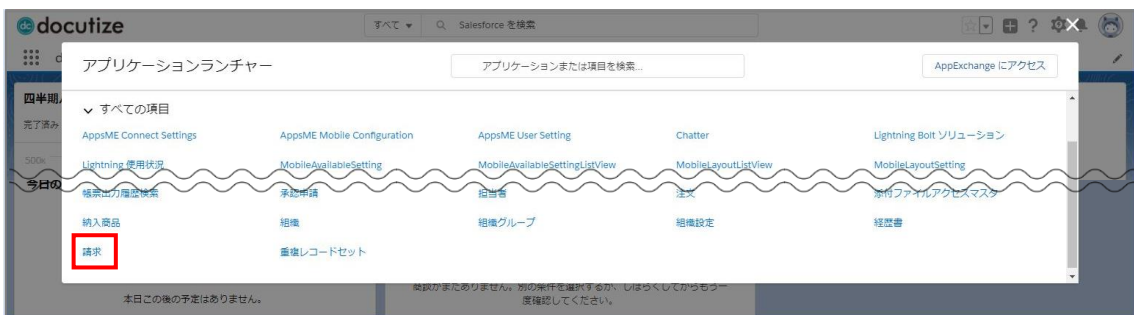 docutize
すべて Salesforce を検索
アプリケーションランチャー
アプリケーションまたは項目を検索...
AppExchange にアクセス
四半期
すべての項目
完了済み
AppsME Connect Settings AppsME Mobile Configuration AppsME User Setting Chatter Lightning Bolt ソリューション
500k
Lightning 使用状況 MobileAvailableSetting MobileAvailableSettingListView MobileLayoutListView MobileLayoutSetting
今日の
帳票出力履歴検索 承認申請 担当者 注文 添付ファイルアクセスマスタ
納入商品 組織 組織グループ 組織設定 経歴書
請求 重複レコードセット
本日この後の予定はありません。
商談がまだありません。別の条件を選択するか、しばらくしてからもう一
度確認してください。